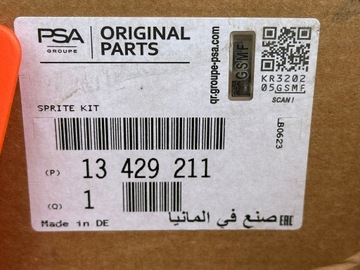 PSA
GROUPE
ORIGINAL
PARTS
qr.groupe-psa.com
GSMF
KR3202
05GSMF
SCAN!
SPRITE KIT
LB0623
(P) 13 429 211
(Q) 1
Made in DE
صنع في المانيا
EAC